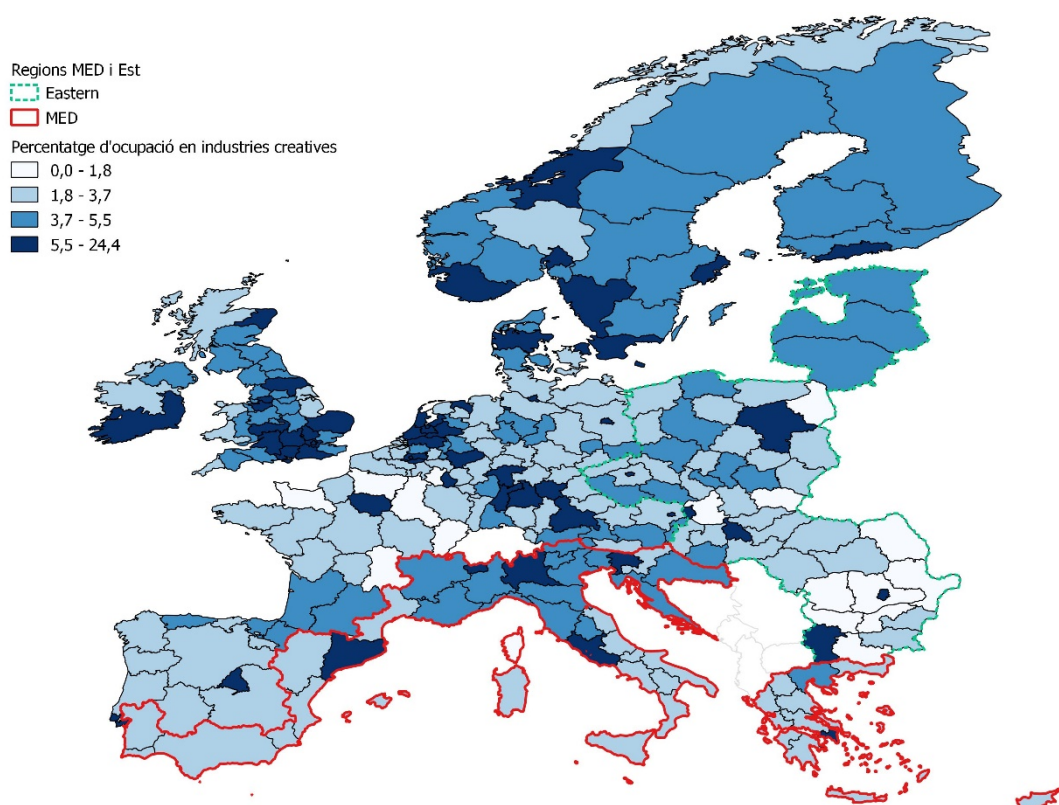 Regions MED i Est
Eastern
MED
Percentatge d'ocupació en industries creatives
0,0 - 1,8
1,8 - 3,7
3,7 - 5,5
5,5 - 24,4